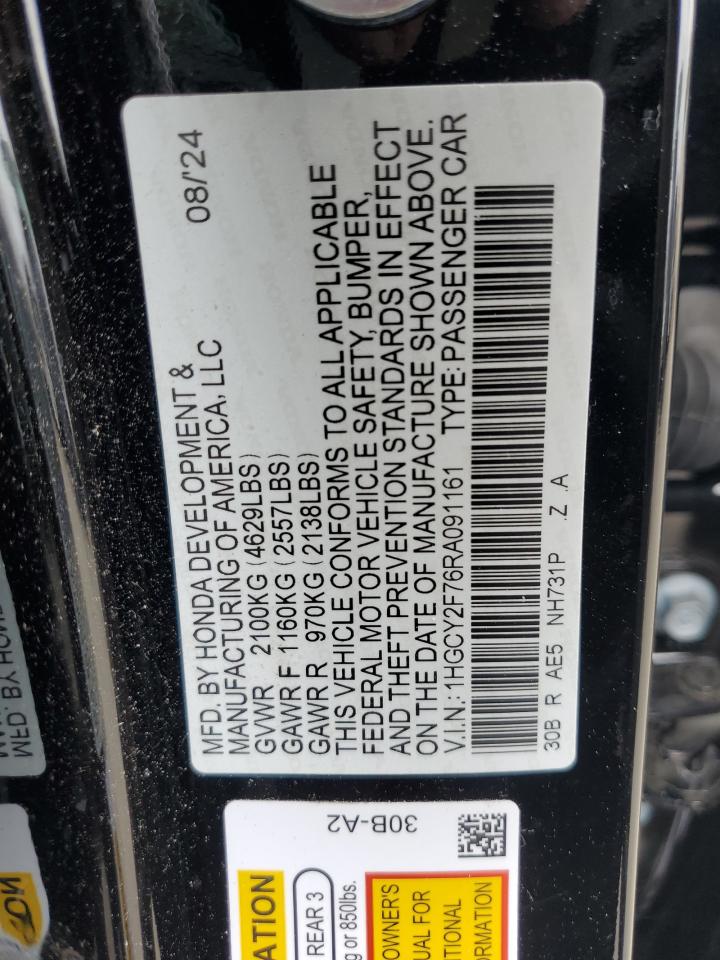 08/'24
MFD. BY HONDA DEVELOPMENT &
MANUFACTURING OF AMERICA, LLC
GVWR 2100KG (4629LBS)
GAWR F 1160KG (2557LBS)
GAWR R 970KG (2138LBS)
THIS VEHICLE CONFORMS TO ALL APPLICABLE
FEDERAL MOTOR VEHICLE SAFETY, BUMPER,
AND THEFT PREVENTION STANDARDS IN EFFECT
ON THE DATE OF MANUFACTURE SHOWN ABOVE.
V.I.N.: 1HGCY2F76RA091161 TYPE:PASSENGER CAR
30B R AE5 NH731P .Z .A
30B-A2
ATION
REAR 3
g or 850lbs.
OWNER'S
UAL FOR
TIONAL
ORMATION
MFD. BY